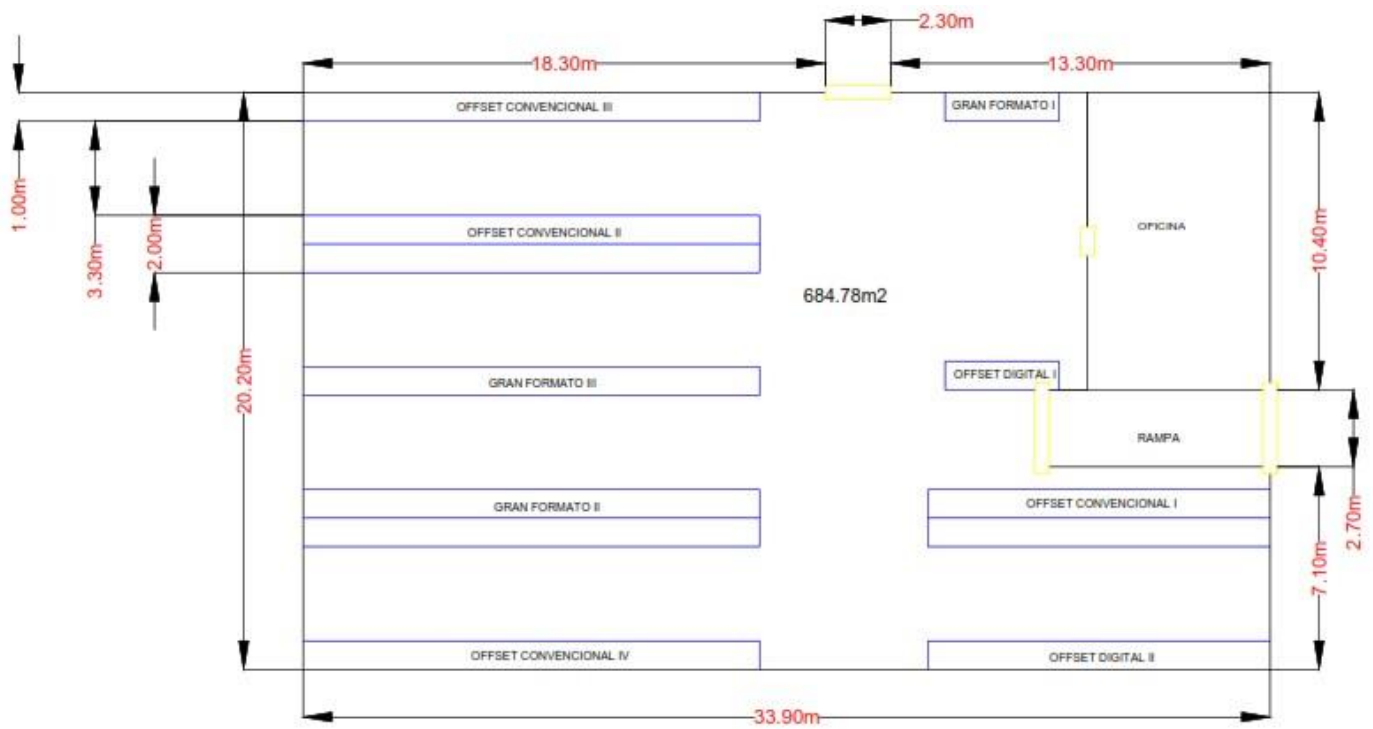 2.30m
18.30m
13.30m
OFFSET CONVENCIONAL III
GRAN FORMATO I
1.00m
3.30m
2.00m
OFFSET CONVENCIONAL II
OFICINA
10.40m
684.78m2
20.20m
GRAN FORMATO III
OFFSET DIGITAL I
RAMPA
GRAN FORMATO II
OFFSET CONVENCIONAL I
2.70m
7.10m
OFFSET CONVENCIONAL IV
OFFSET DIGITAL II
33.90m